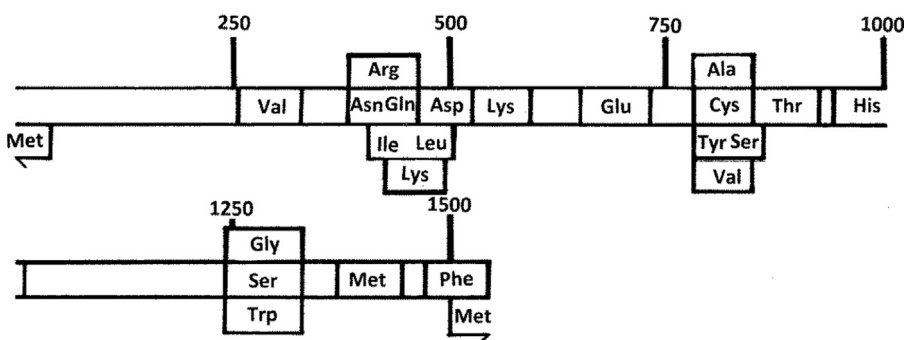 250 500 750 1000
Arg Ala
Val Asn Gln Asp Lys Glu Cys Thr His
Met Ile Leu Tyr Ser
Lys Val
1250 1500
Gly
Ser Met Phe
Trp Met